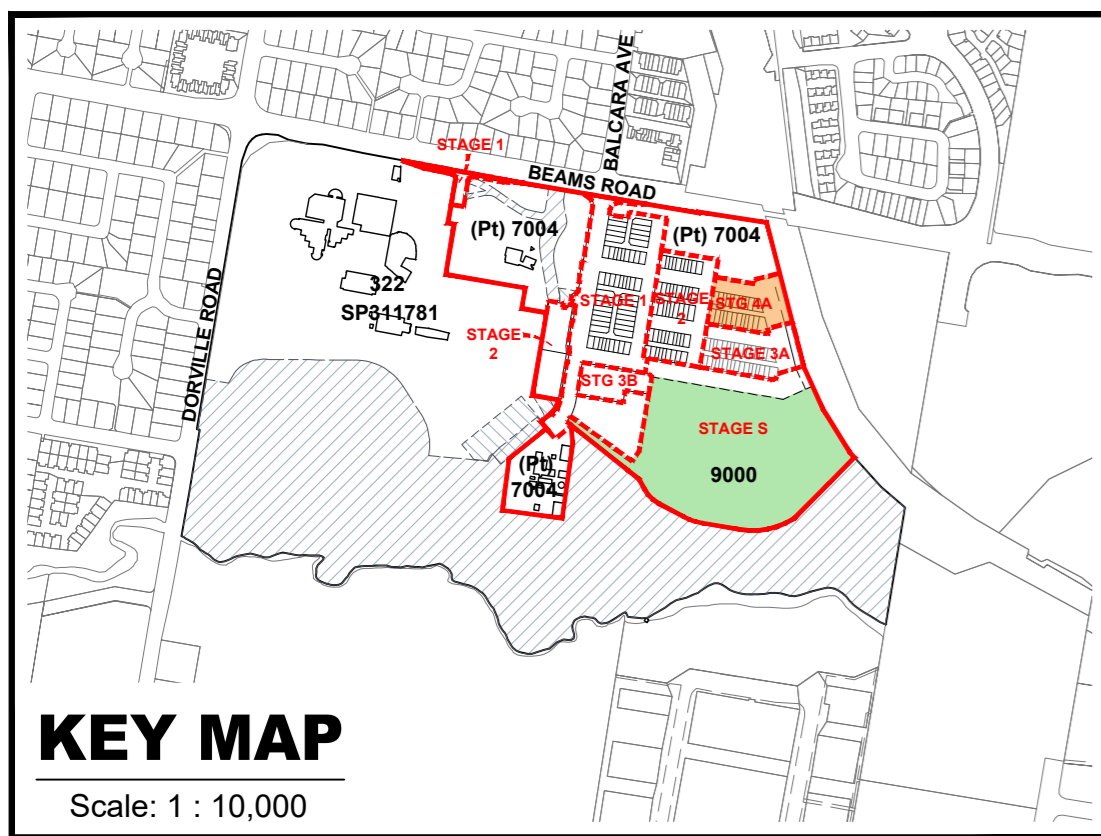 STAGE 1
BALCARA AVE
BEAMS ROAD
(Pt) 7004
(Pt) 7004
322
SP311781
STAGE 1
STAGE
2
STG 4A
STAGE
2
STAGE 3A
STG 3B
DORVILLE ROAD
STAGE S
9000
(Pt)
7004
KEY MAP
Scale: 1 : 10,000